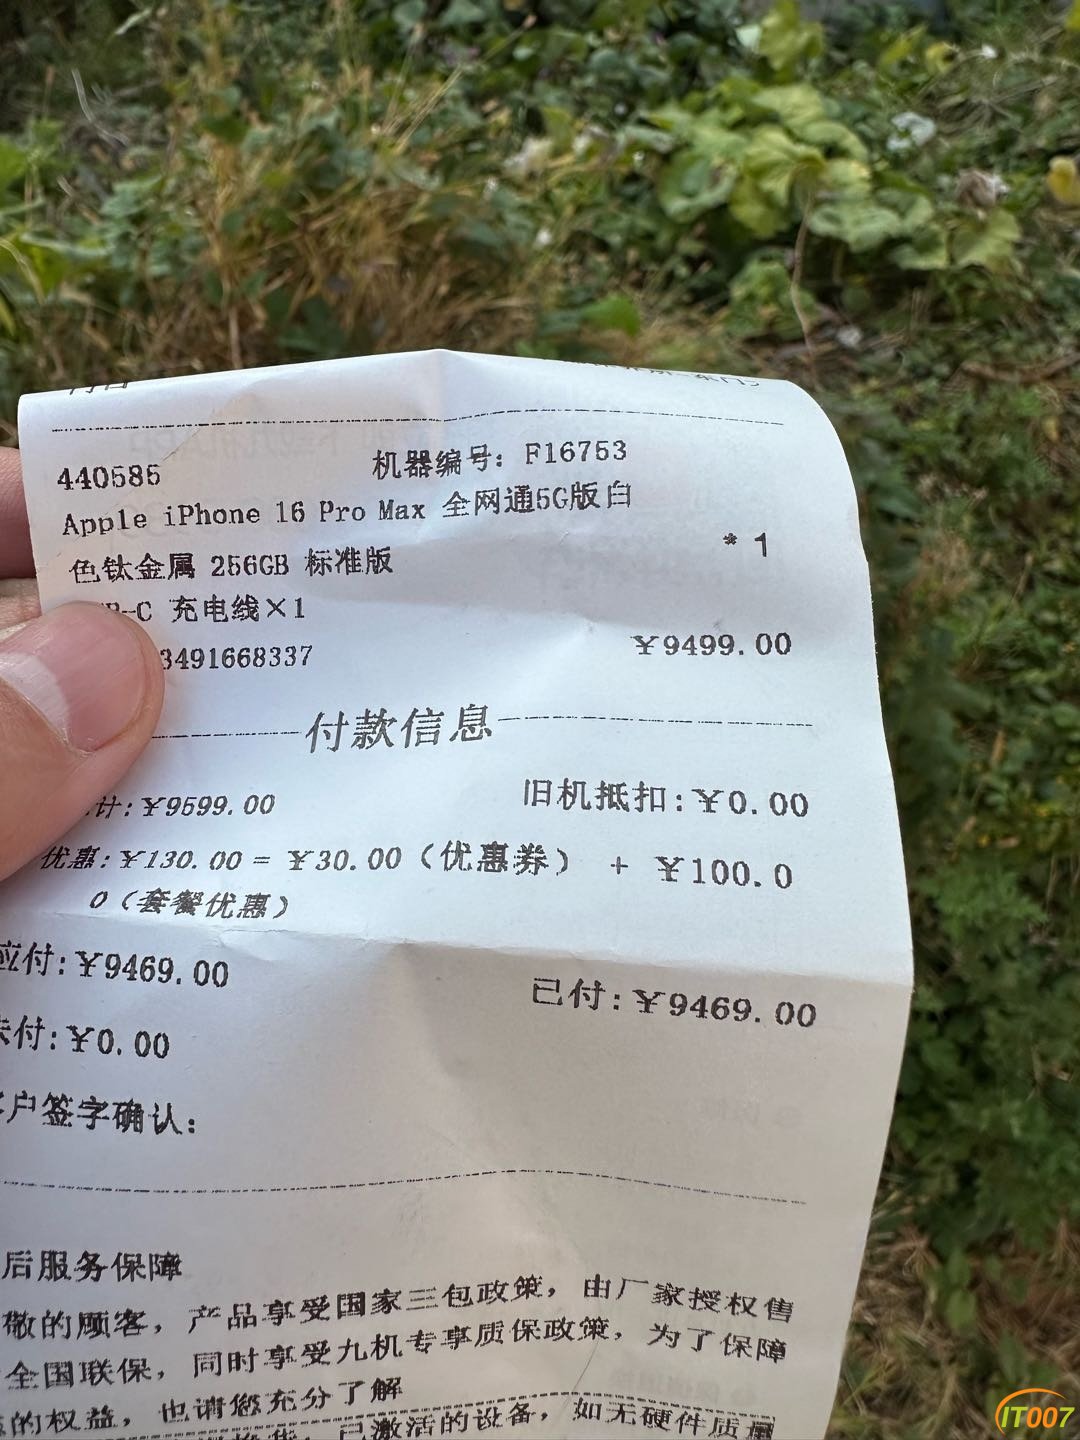 440585 机器编号: F16753
Apple iPhone 16 Pro Max 全网通5G版白
色钛金属 256GB 标准版 * 1
-C 充电线×1
3491668337 ¥9499.00
付款信息
计:¥9599.00 旧机抵扣:¥0.00
优惠:¥130.00 = ¥30.00 (优惠券) + ¥100.0
0 (套餐优惠)
应付:¥9469.00 已付:¥9469.00
未付:¥0.00
客户签字确认:
后服务保障
敬的顾客, 产品享受国家三包政策, 由厂家授权售
全国联保, 同时享受九机专享质保政策, 为了保障
的权益, 也请您充分了解
已激活的设备, 如无硬件质量
IT007